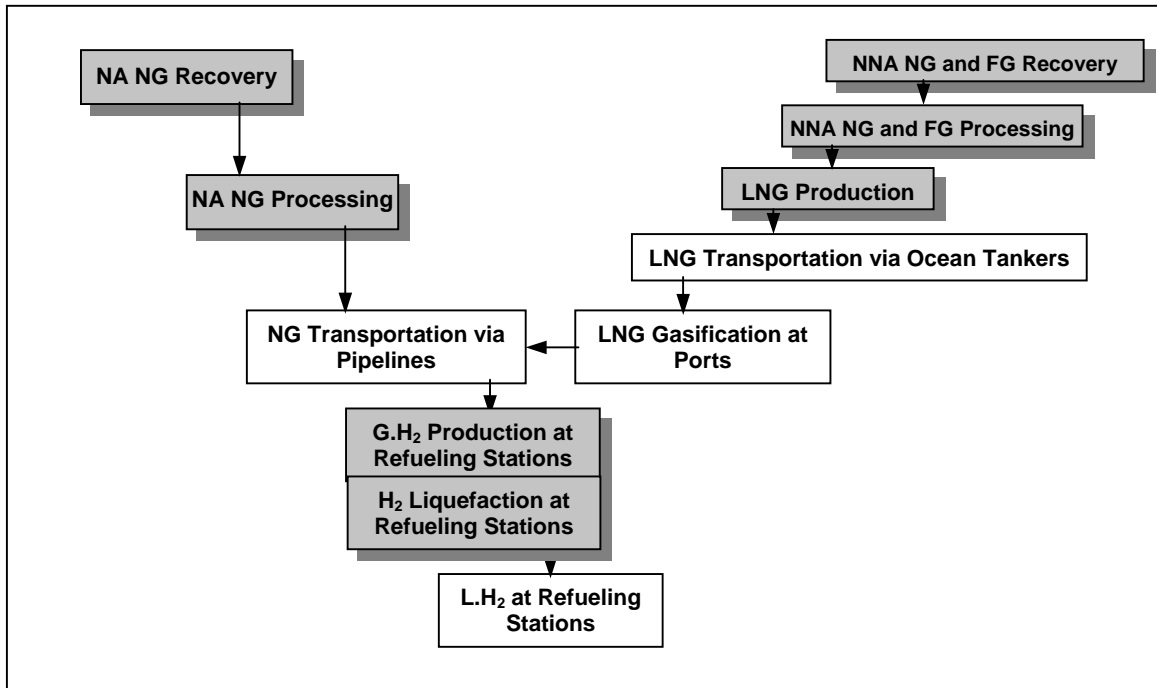 NA NG Recovery
NNA NG and FG Recovery
NNA NG and FG Processing
NA NG Processing
LNG Production
LNG Transportation via Ocean Tankers
NG Transportation via
Pipelines
LNG Gasification at
Ports
G.H₂ Production at
Refueling Stations
H₂ Liquefaction at
Refueling Stations
L.H₂ at Refueling
Stations